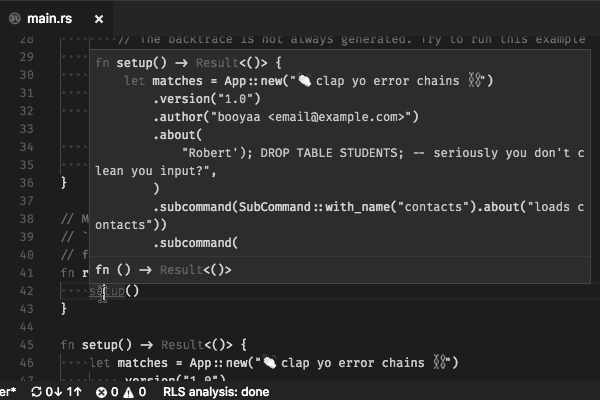 main.rs ×
28 // The backtrace is not always generated. Try to run this example
29
30
31
32
33
34
35
36 }
37
38 // M
39 // `
40 // f
41 fn r
42 setup()
43 }
44
45 fn setup() -> Result<()> {
46 let matches = App::new("👏 clap yo error chains ⛓")
47 .version("1.0")
fn setup() -> Result<()> {
let matches = App::new("👏 clap yo error chains ⛓")
.version("1.0")
.author("booyaa <email@example.com>")
.about(
"Robert'); DROP TABLE STUDENTS; -- seriously you don't c
lean you input?",
)
.subcommand(SubCommand::with_name("contacts").about("loads c
ontacts"))
.subcommand(
fn () -> Result<()>
er* 0↓ 1↑ 0 0 RLS analysis: done